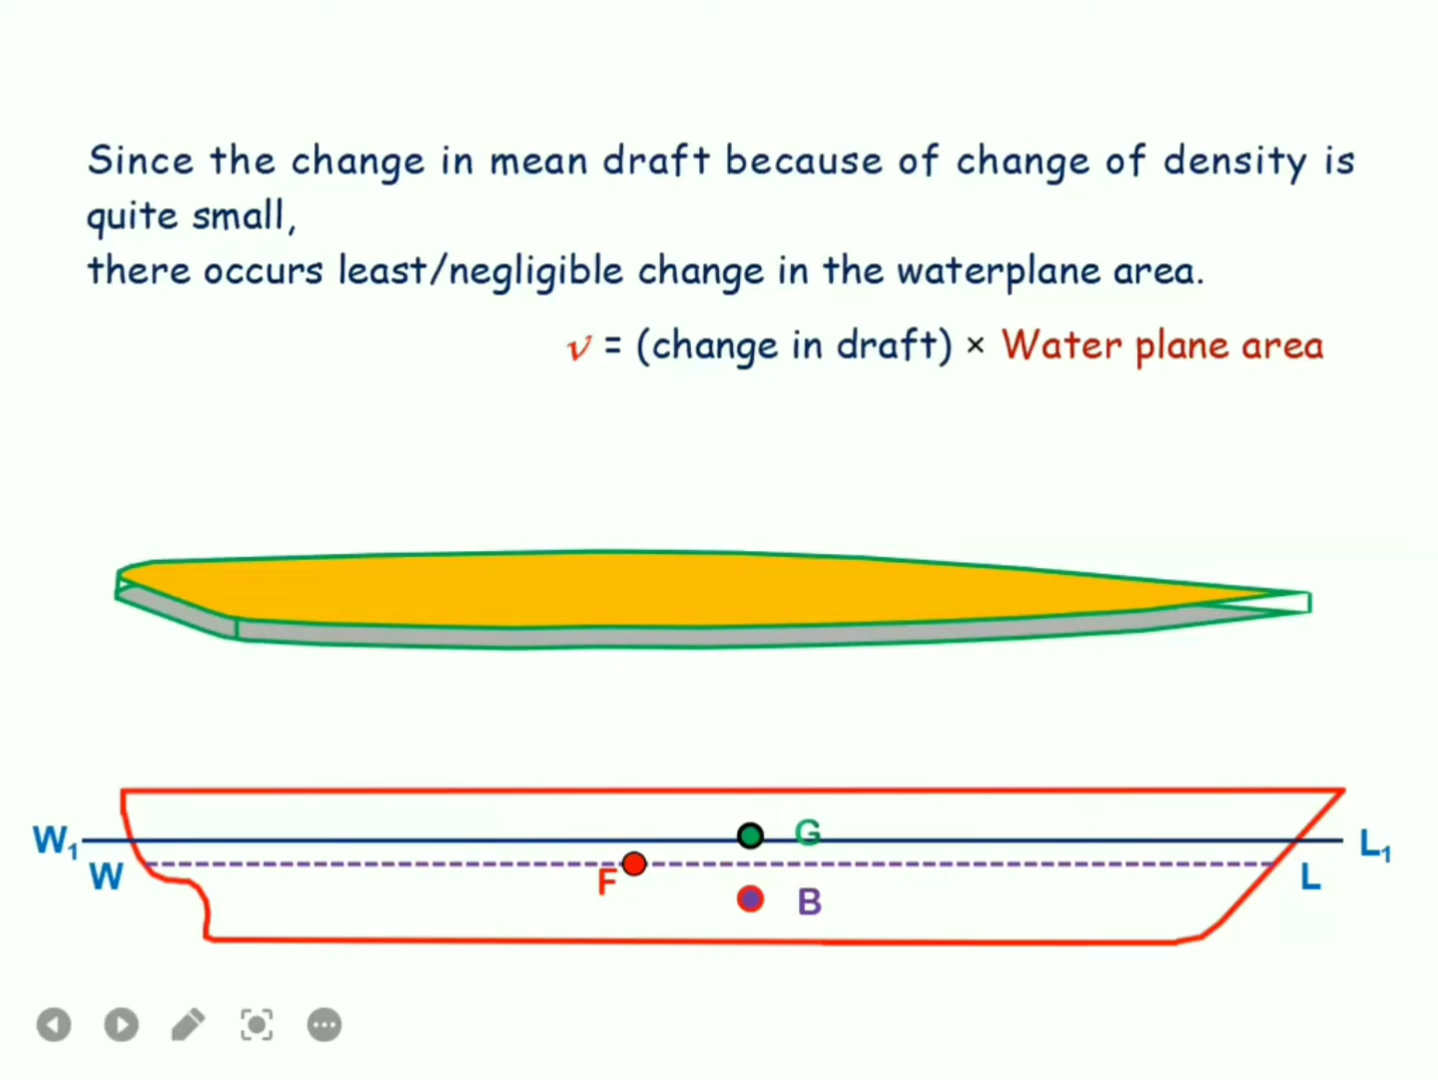 Since the change in mean draft because of change of density is
quite small,
there occurs least/negligible change in the waterplane area.
v = (change in draft) × Water plane area
W₁
G
L₁
W
F
B
L